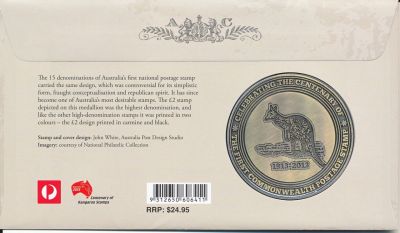 A C
The 15 denominations of Australia's first national postage stamp
carried the same design, which was controversial for its simplistic
form, fraught conceptualisation and republican spirit. It has since
become one of Australia's most desirable stamps. The £2 stamp
depicted on this medallion was the highest denomination, and
like the other high-denomination stamps it was printed in two
colours – the £2 design printed in carmine and black.
Stamp and cover design: John White, Australia Post Design Studio
Imagery: courtesy of National Philatelic Collection
CELEBRATING THE CENTENARY OF
THE FIRST COMMONWEALTH POSTAGE STAMP
1913-2013
Centenary of
Kangaroo Stamps
9 312650 606411
RRP: $24.95